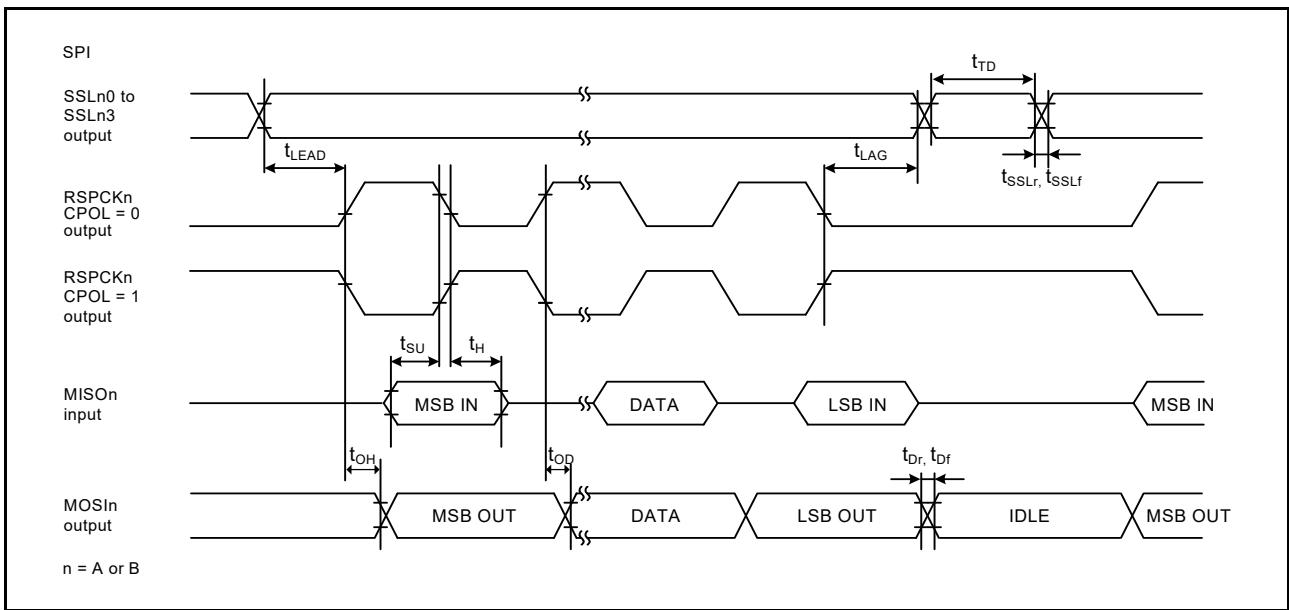 SPI
SSLn0 to
SSLn3
output
tTD
tLEAD
tLAG
tSSLr, tSSLf
RSPCKn
CPOL = 0
output
RSPCKn
CPOL = 1
output
tSU
tH
MISOn
input
MSB IN
DATA
LSB IN
MSB IN
tOH
tOD
tDr, tDf
MOSIn
output
MSB OUT
DATA
LSB OUT
IDLE
MSB OUT
n = A or B